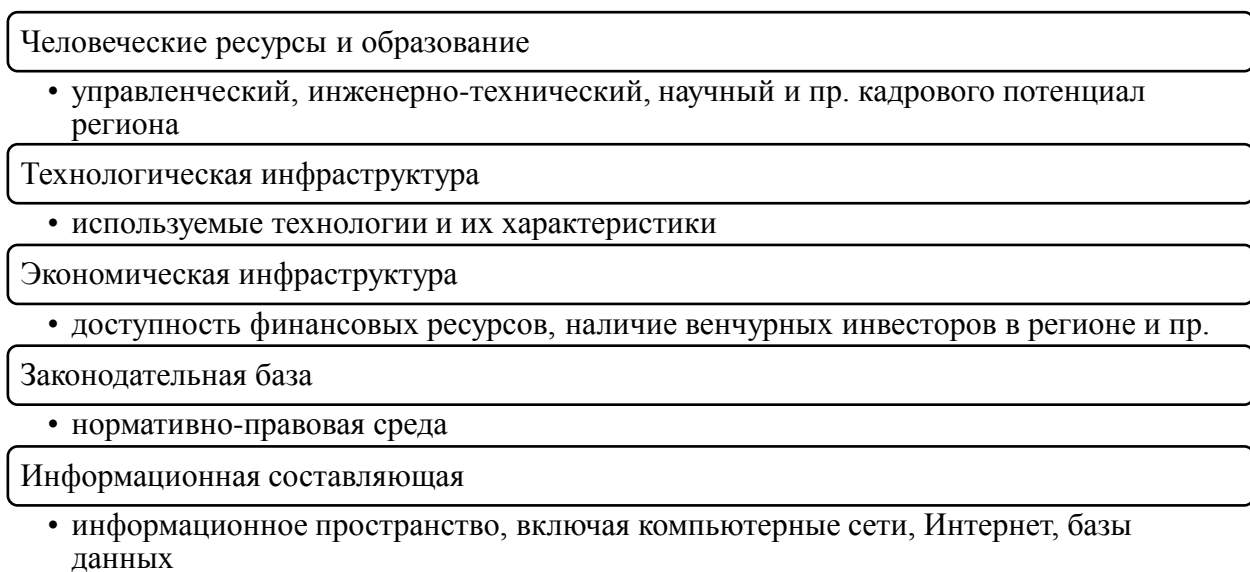 Человеческие ресурсы и образование
• управленческий, инженерно-технический, научный и пр. кадрового потенциал
региона
Технологическая инфраструктура
• используемые технологии и их характеристики
Экономическая инфраструктура
• доступность финансовых ресурсов, наличие венчурных инвесторов в регионе и пр.
Законодательная база
• нормативно-правовая среда
Информационная составляющая
• информационное пространство, включая компьютерные сети, Интернет, базы
данных